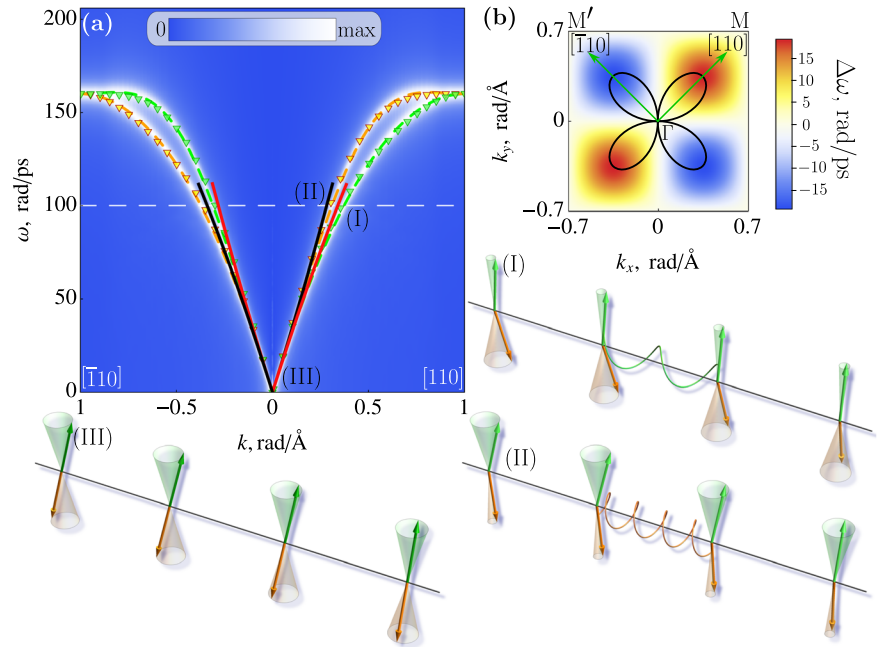 (a)
0 max
200
150
100
50
0
ω, rad/ps
(II)
(I)
(III)
[1̅10]
[110]
1 −0.5 0 0.5 1
k, rad/Å
(b)
M′ M
[1̅10] [110]
0.7
0
−0.7
k_y, rad/Å
Γ
−0.7 0 0.7
k_x, rad/Å
15
10
5
0
−5
−10
−15
Δω, rad/ps
(I)
(III)
(II)